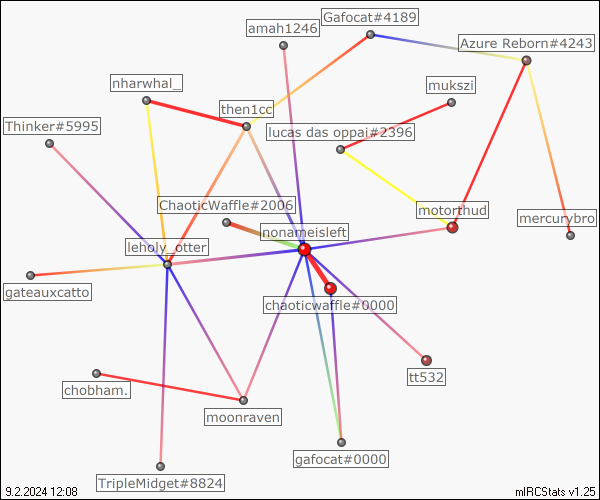 Gafocat#4189
amah1246
Azure Reborn#4243
nharwhal_
mukszi
then1cc
Thinker#5995
lucas das oppai#2396
ChaoticWaffle#2006
motorthud
mercurybro
nonameisleft
leholy_otter
gateauxcatto
chaoticwaffle#0000
tt532
chobham.
moonraven
gafocat#0000
TripleMidget#8824
9.2.2024 12:08
mIRCStats v1.25